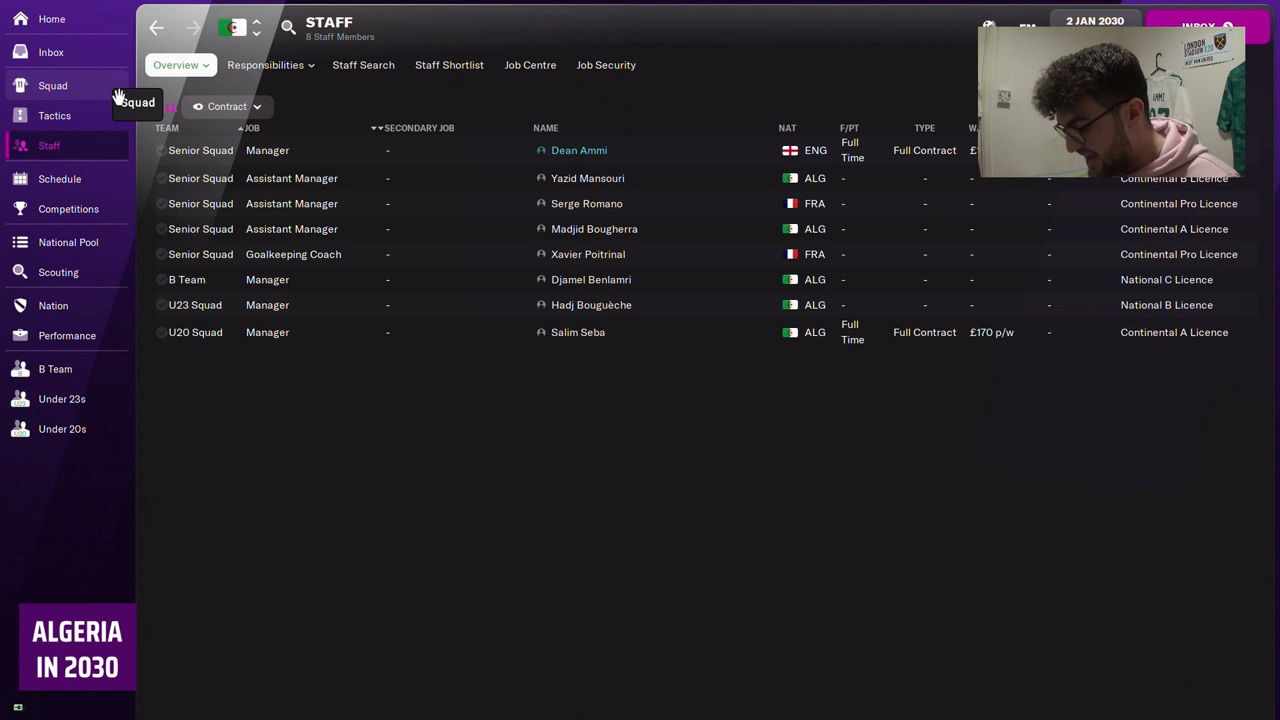 Home
Inbox
Squad
Tactics
Staff
Schedule
Competitions
National Pool
Scouting
Nation
Performance
B Team
Under 23s
Under 20s
ALGERIA
IN 2030
STAFF
8 Staff Members
2 JAN 2030
Overview Responsibilities Staff Search Staff Shortlist Job Centre Job Security
Squad
Contract
TEAM JOB SECONDARY JOB NAME NAT F/PT TYPE
Senior Squad Manager - Dean Ammi ENG Full Time Full Contract
Senior Squad Assistant Manager - Yazid Mansouri ALG - - - - Continental B Licence
Senior Squad Assistant Manager - Serge Romano FRA - - - - Continental Pro Licence
Senior Squad Assistant Manager - Madjid Bougherra ALG - - - - Continental A Licence
Senior Squad Goalkeeping Coach - Xavier Poitrinal FRA - - - - Continental Pro Licence
B Team Manager - Djamel Benlamri ALG - - - - National C Licence
U23 Squad Manager - Hadj Bouguèche ALG - - - - National B Licence
U20 Squad Manager - Salim Seba ALG Full Time Full Contract £170 p/w - Continental A Licence
LONDON
STADIUM E20